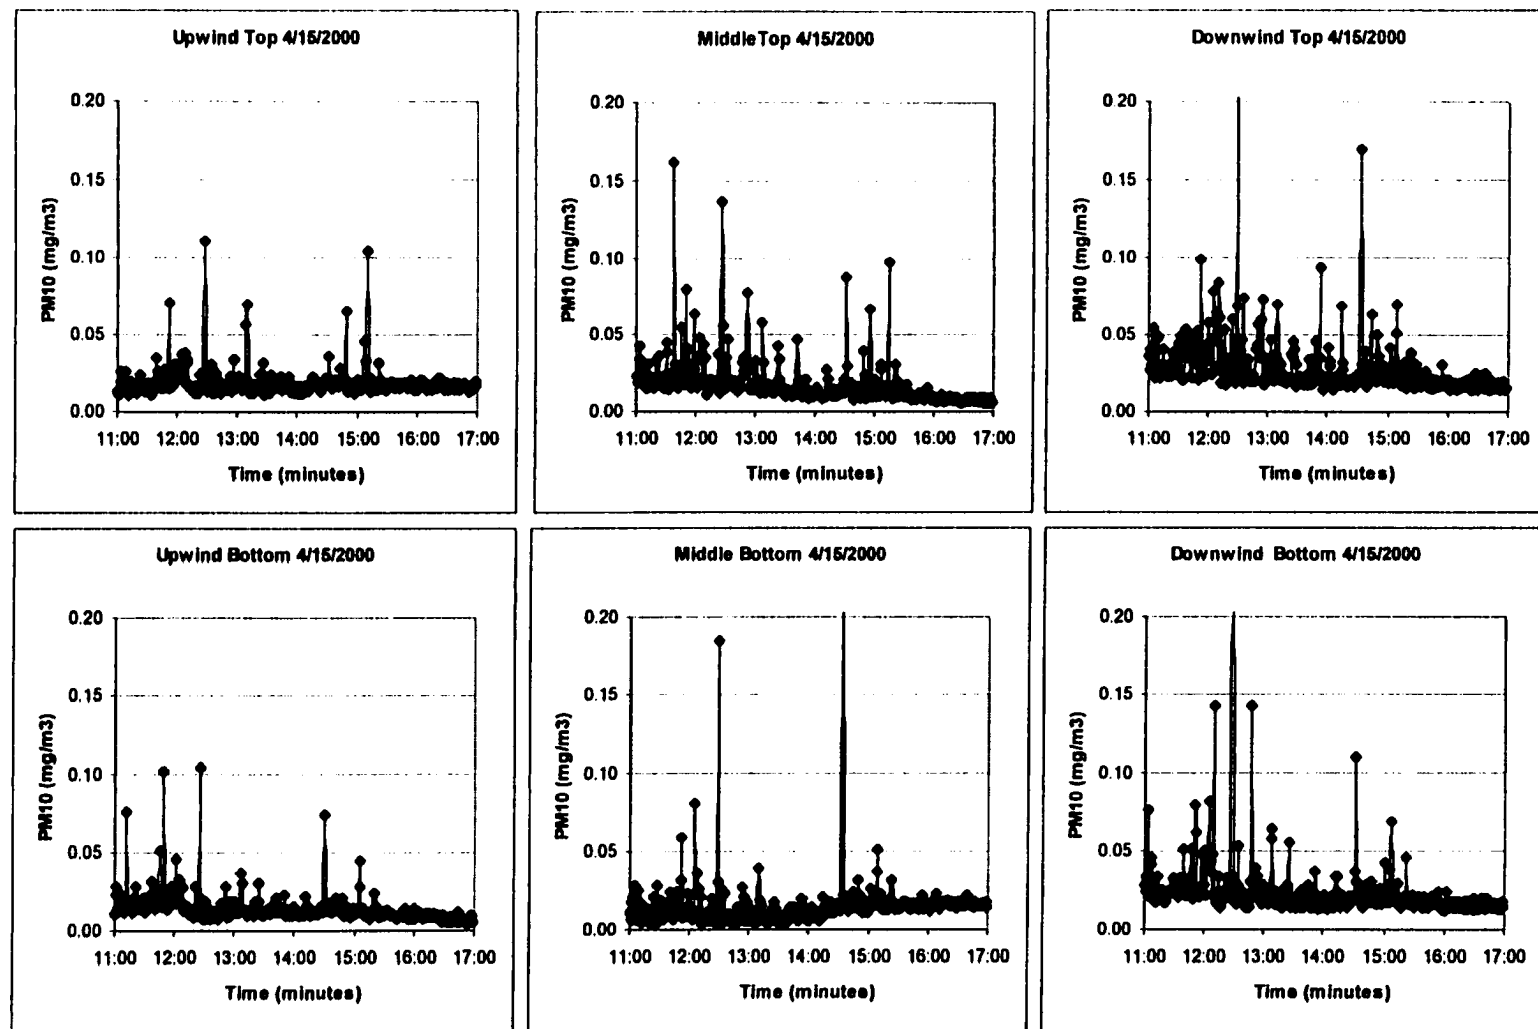 Upwind Top 4/15/2000
0.20
0.15
0.10
0.05
0.00
PM10 (mg/m3)
11:00 12:00 13:00 14:00 15:00 16:00 17:00
Time (minutes)
MiddleTop 4/15/2000
0.20
0.15
0.10
0.05
0.00
PM10 (mg/m3)
11:00 12:00 13:00 14:00 15:00 16:00 17:00
Time (minutes)
Downwind Top 4/15/2000
0.20
0.15
0.10
0.05
0.00
PM10 (mg/m3)
11:00 12:00 13:00 14:00 15:00 16:00 17:00
Time (minutes)
Upwind Bottom 4/15/2000
0.20
0.15
0.10
0.05
0.00
PM10 (mg/m3)
11:00 12:00 13:00 14:00 15:00 16:00 17:00
Time (minutes)
Middle Bottom 4/15/2000
0.20
0.15
0.10
0.05
0.00
PM10 (mg/m3)
11:00 12:00 13:00 14:00 15:00 16:00 17:00
Time (minutes)
Downwind Bottom 4/15/2000
0.20
0.15
0.10
0.05
0.00
PM10 (mg/m3)
11:00 12:00 13:00 14:00 15:00 16:00 17:00
Time (minutes)